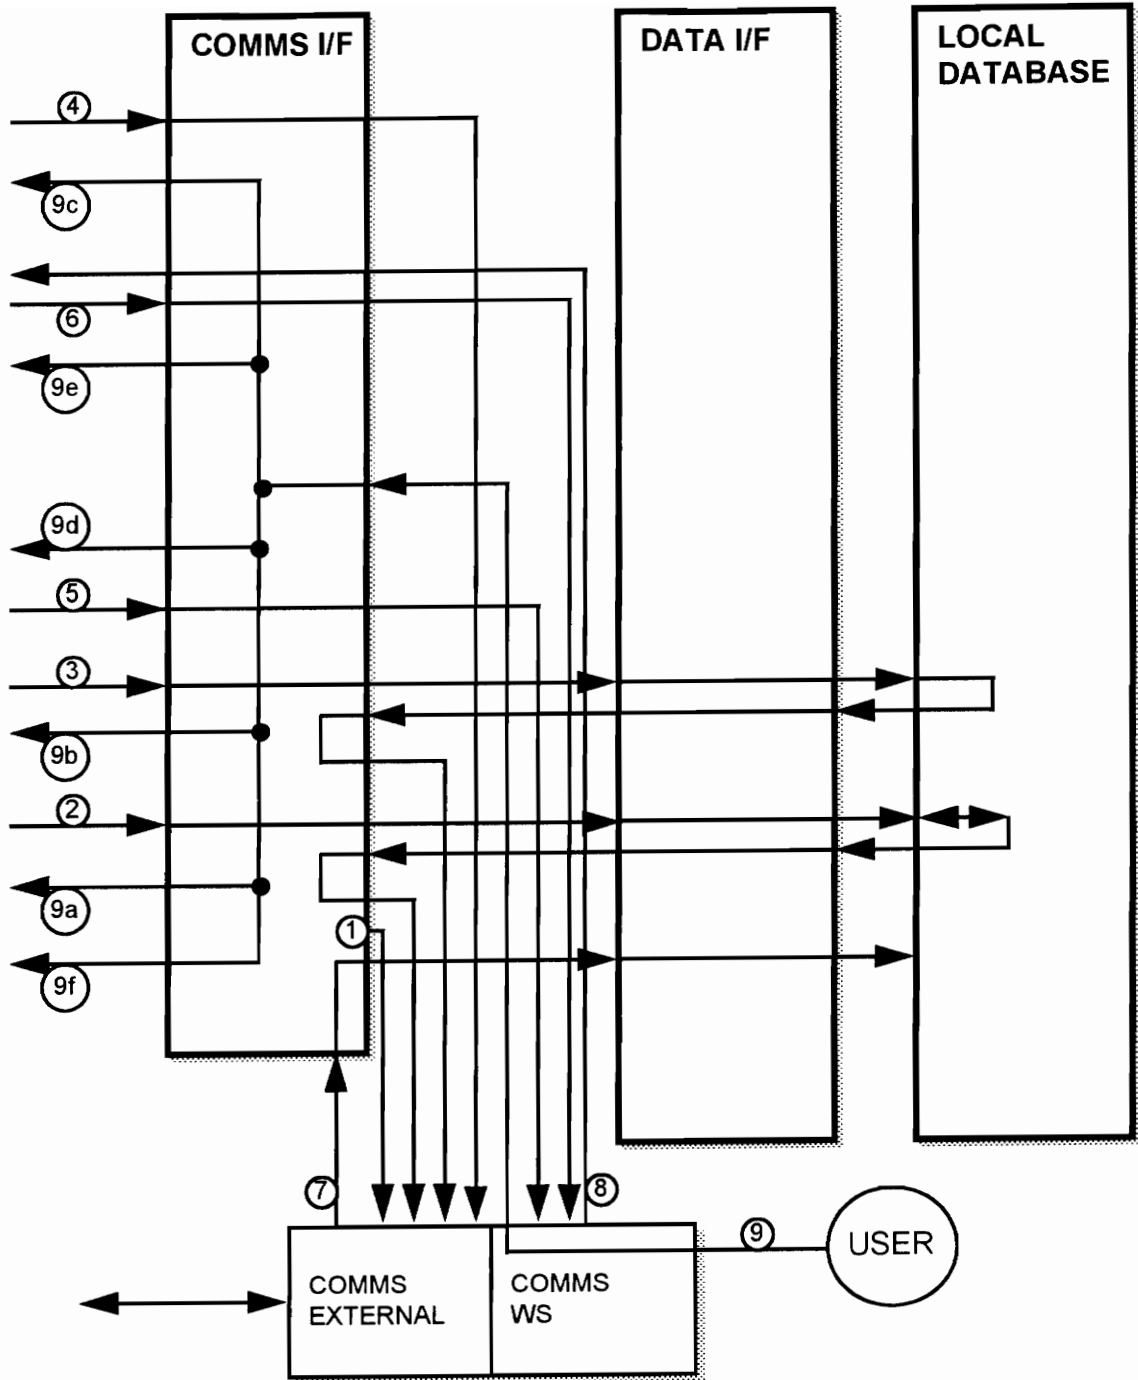 COMMS I/F
DATA I/F
LOCAL
DATABASE
4
9c
6
9e
9d
5
3
9b
2
9a
1
9f
7
8
9
USER
COMMS
EXTERNAL
COMMS
WS